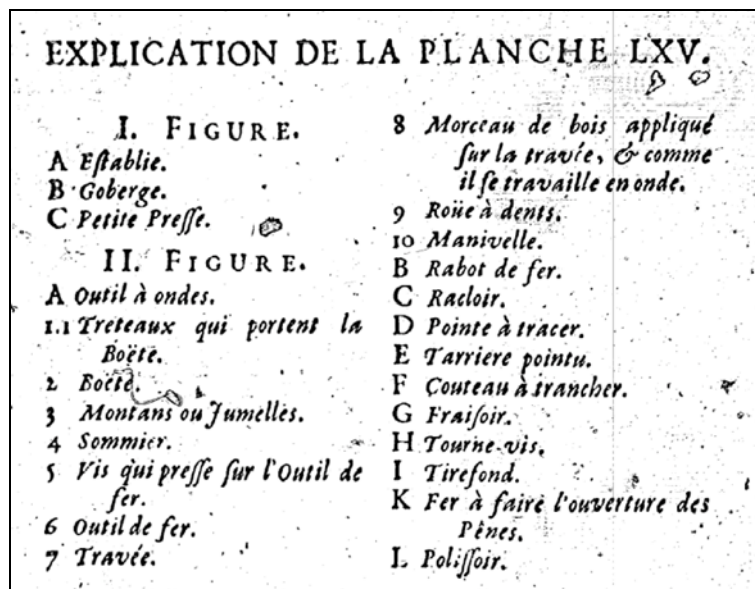 EXPLICATION DE LA PLANCHE LXV.
I. FIGURE.
A Eſtablie.
B Goberge.
C Petite Preſſe.
II. FIGURE.
A Outil à ondes.
1.1 Treteaux qui portent la
Boëte.
2 Boëte.
3 Montans ou Jumelles.
4 Sommier.
5 Vis qui preſſe ſur l'Outil de
fer.
6 Outil de fer.
7 Travée.
8 Morceau de bois appliqué
ſur la travée, & comme
il ſe travaille en onde.
9 Roüe à dents.
10 Manivelle.
B Rabot de fer.
C Racloir.
D Pointe à tracer.
E Tarriere pointu.
F Couteau à trancher.
G Fraiſoir.
H Tourne-vis.
I Tirefond.
K Fer à faire l'ouverture des
Pênes.
L Poliſſoir.